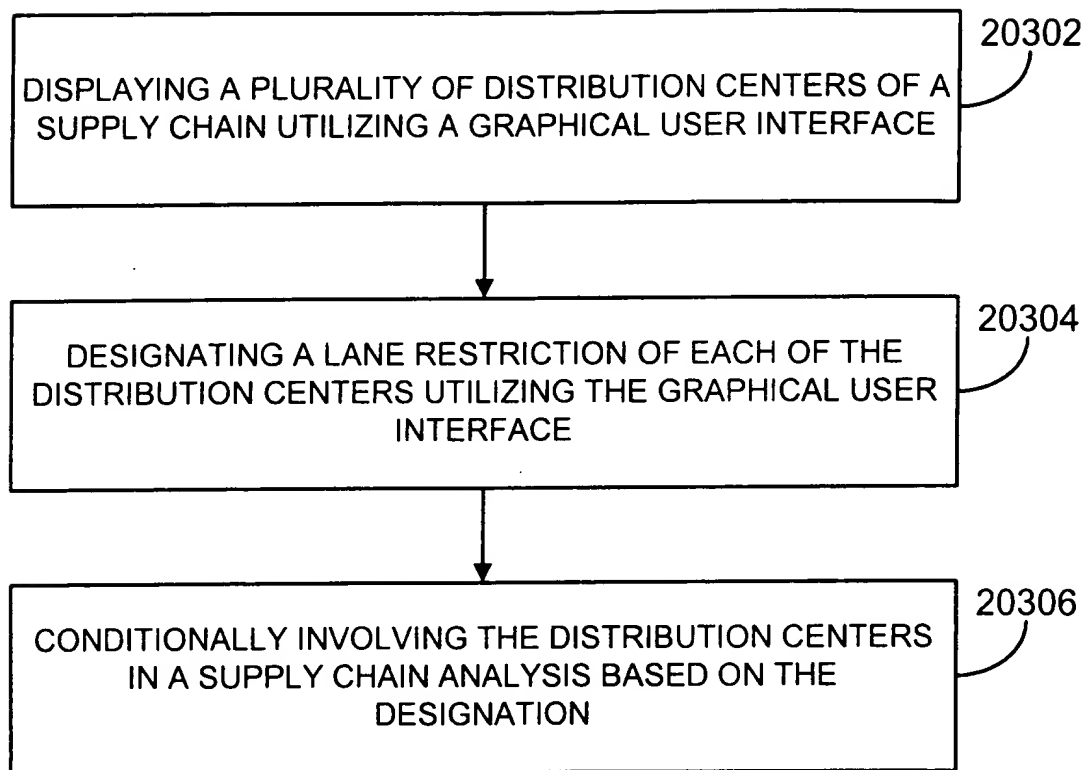 20302
DISPLAYING A PLURALITY OF DISTRIBUTION CENTERS OF A
SUPPLY CHAIN UTILIZING A GRAPHICAL USER INTERFACE
20304
DESIGNATING A LANE RESTRICTION OF EACH OF THE
DISTRIBUTION CENTERS UTILIZING THE GRAPHICAL USER
INTERFACE
20306
CONDITIONALLY INVOLVING THE DISTRIBUTION CENTERS
IN A SUPPLY CHAIN ANALYSIS BASED ON THE
DESIGNATION